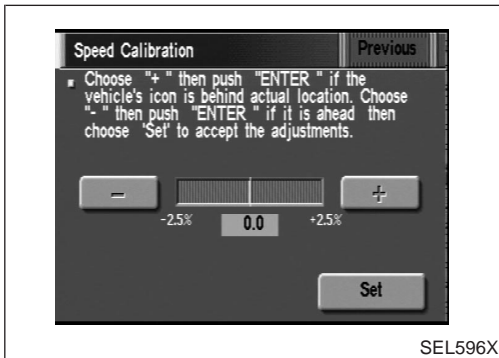 Speed Calibration
Previous
Choose "+ " then push "ENTER " if the
vehicle's icon is behind actual location. Choose
"- " then push "ENTER " if it is ahead then
choose 'Set' to accept the adjustments.
- +
-2.5% 0.0 +2.5%
Set
SEL596X